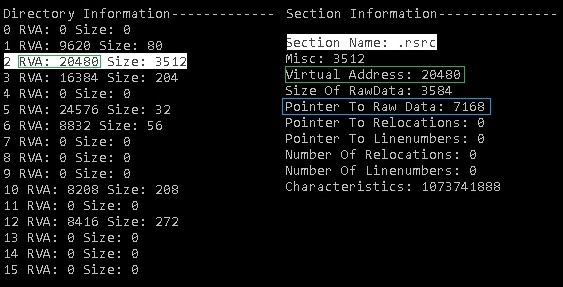 Directory Information-------------
0 RVA: 0 Size: 0
1 RVA: 9620 Size: 80
2 RVA: 20480 Size: 3512
3 RVA: 16384 Size: 204
4 RVA: 0 Size: 0
5 RVA: 24576 Size: 32
6 RVA: 8832 Size: 56
7 RVA: 0 Size: 0
8 RVA: 0 Size: 0
9 RVA: 0 Size: 0
10 RVA: 8208 Size: 208
11 RVA: 0 Size: 0
12 RVA: 8416 Size: 272
13 RVA: 0 Size: 0
14 RVA: 0 Size: 0
15 RVA: 0 Size: 0
Section Information---------------
Section Name: .rsrc
Misc: 3512
Virtual Address: 20480
Size Of RawData: 3584
Pointer To Raw Data: 7168
Pointer To Relocations: 0
Pointer To Linenumbers: 0
Number Of Relocations: 0
Number Of Linenumbers: 0
Characteristics: 1073741888